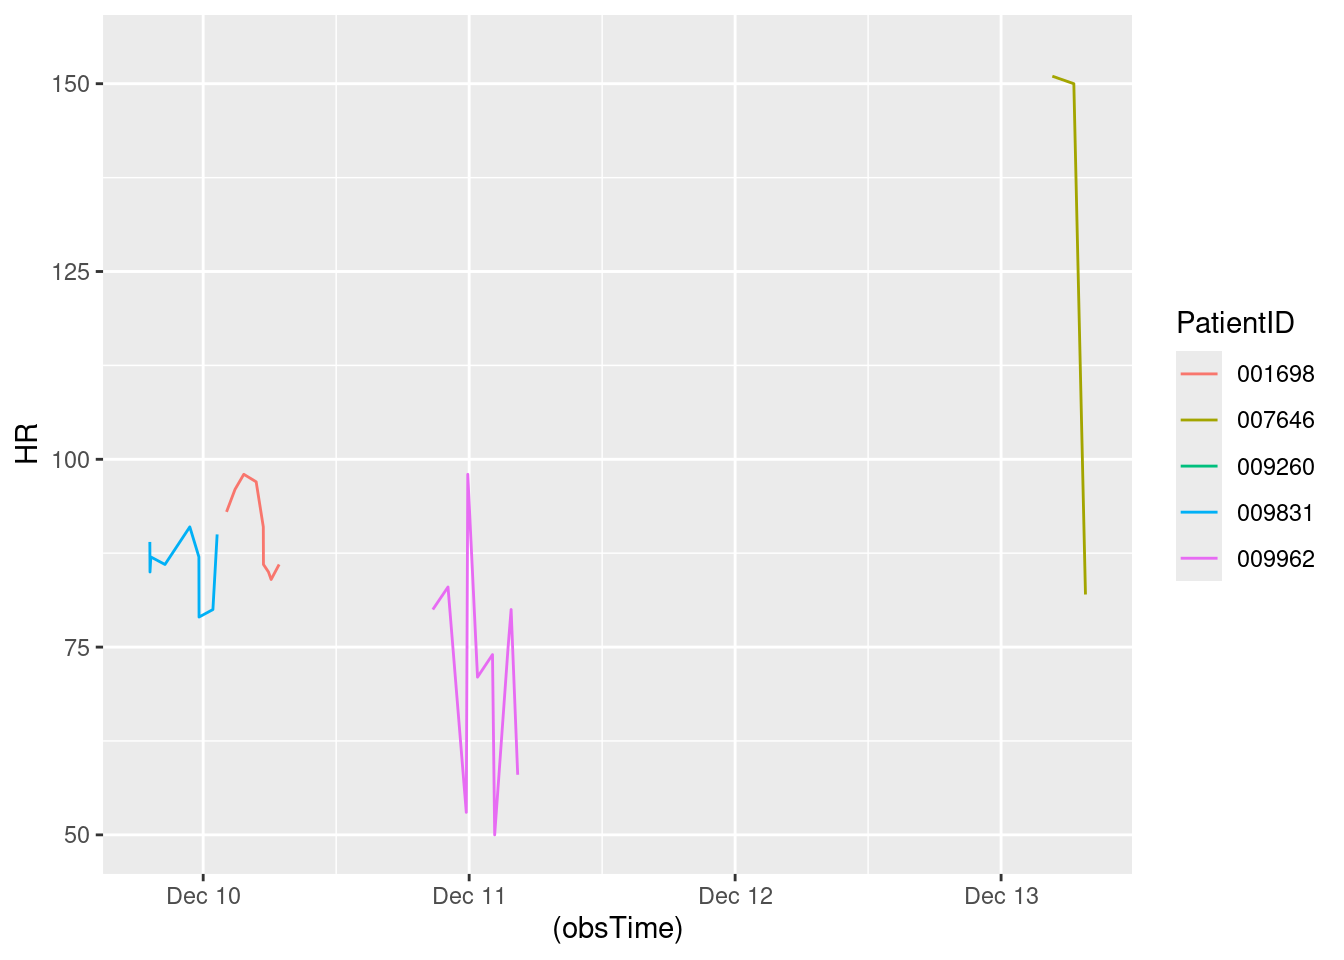 150
125
100
75
50
HR
Dec 10
Dec 11
Dec 12
Dec 13
(obsTime)
PatientID
001698
007646
009260
009831
009962